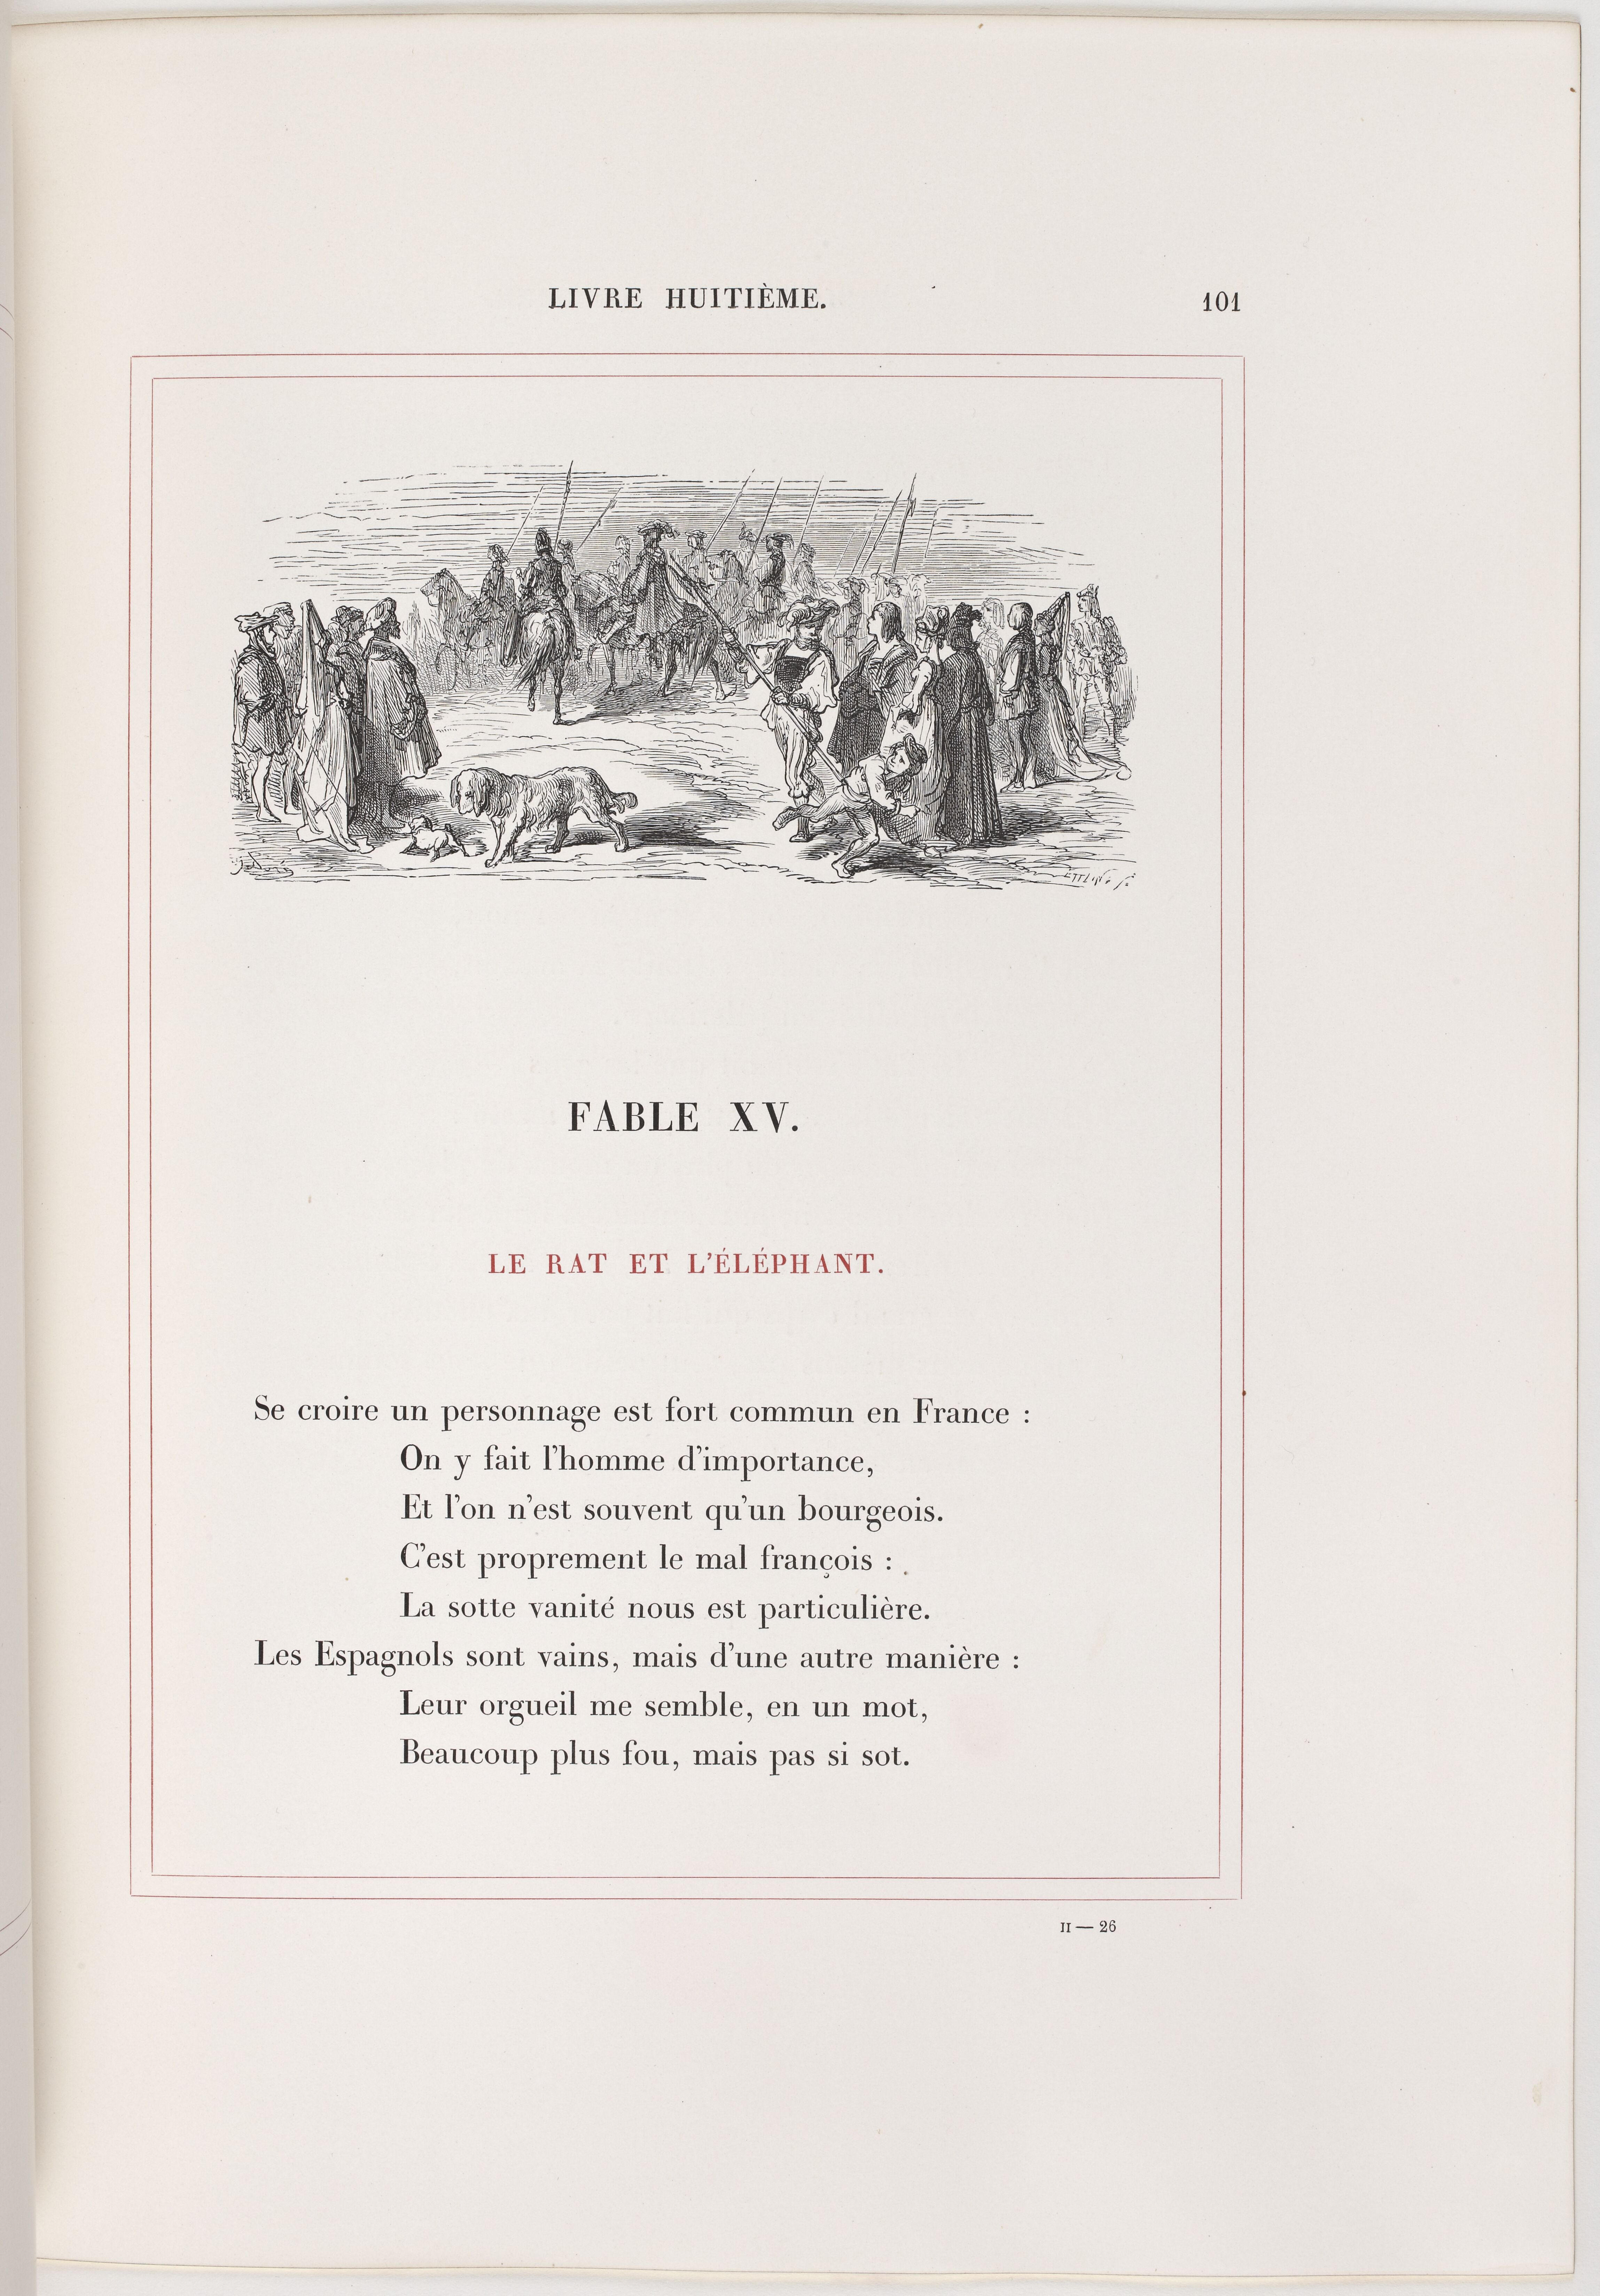 LIVRE HUITIÈME. 101
G. Doré
FABLE XV.
LE RAT ET L'ÉLÉPHANT.
Se croire un personnage est fort commun en France :
On y fait l'homme d'importance,
Et l'on n'est souvent qu'un bourgeois.
C'est proprement le mal françois :
La sotte vanité nous est particulière.
Les Espagnols sont vains, mais d'une autre manière :
Leur orgueil me semble, en un mot,
Beaucoup plus fou, mais pas si sot.
II — 26